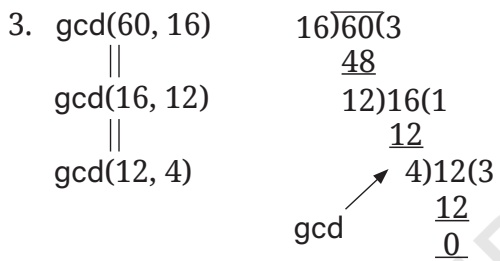 3. gcd(60, 16)
||
gcd(16, 12)
||
gcd(12, 4)
16)60(3
48
12)16(1
12
4)12(3
12
0
gcd